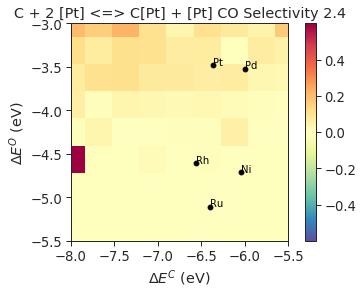 C + 2 [Pt] <=> C[Pt] + [Pt] CO Selectivity 2.4
−3.0
−3.5
−4.0
−4.5
−5.0
−5.5
ΔE^O (eV)
Pt
Pd
Rh
Ni
Ru
0.4
0.2
0.0
−0.2
−0.4
−8.0 −7.5 −7.0 −6.5 −6.0 −5.5
ΔE^C (eV)